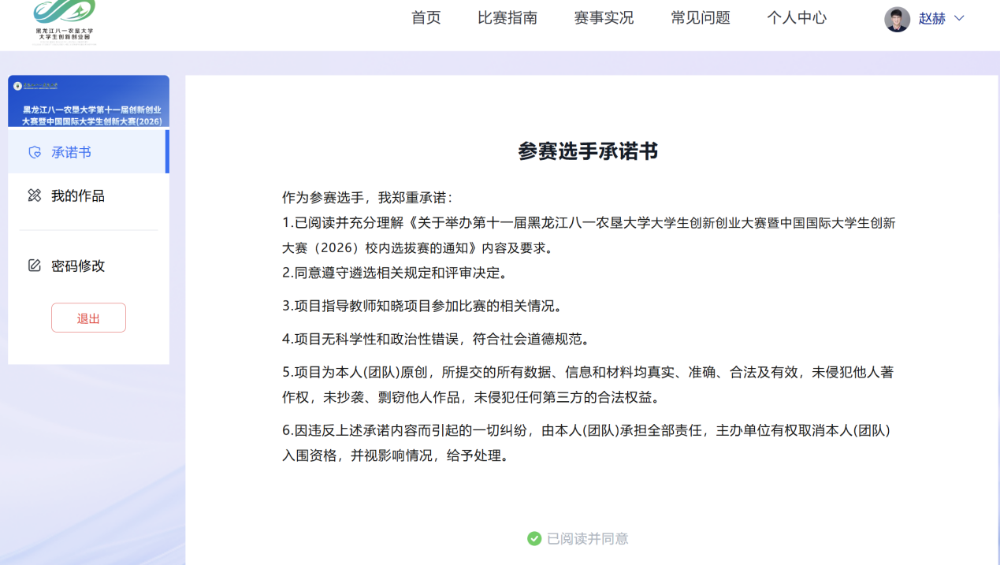 首页 比赛指南 赛事实况 常见问题 个人中心 赵赫
黑龙江八一农垦大学
大学生创新创业园
黑龙江八一农垦大学第十一届创新创业
大赛暨中国国际大学生创新大赛(2026)
承诺书
我的作品
密码修改
退出
参赛选手承诺书
作为参赛选手，我郑重承诺：
1.已阅读并充分理解《关于举办第十一届黑龙江八一农垦大学大学生创新创业大赛暨中国国际大学生创新
大赛（2026）校内选拔赛的通知》内容及要求。
2.同意遵守遴选相关规定和评审决定。
3.项目指导教师知晓项目参加比赛的相关情况。
4.项目无科学性和政治性错误，符合社会道德规范。
5.项目为本人(团队)原创，所提交的所有数据、信息和材料均真实、准确、合法及有效，未侵犯他人著
作权，未抄袭、剽窃他人作品，未侵犯任何第三方的合法权益。
6.因违反上述承诺内容而引起的一切纠纷，由本人(团队)承担全部责任，主办单位有权取消本人(团队)
入围资格，并视影响情况，给予处理。
已阅读并同意